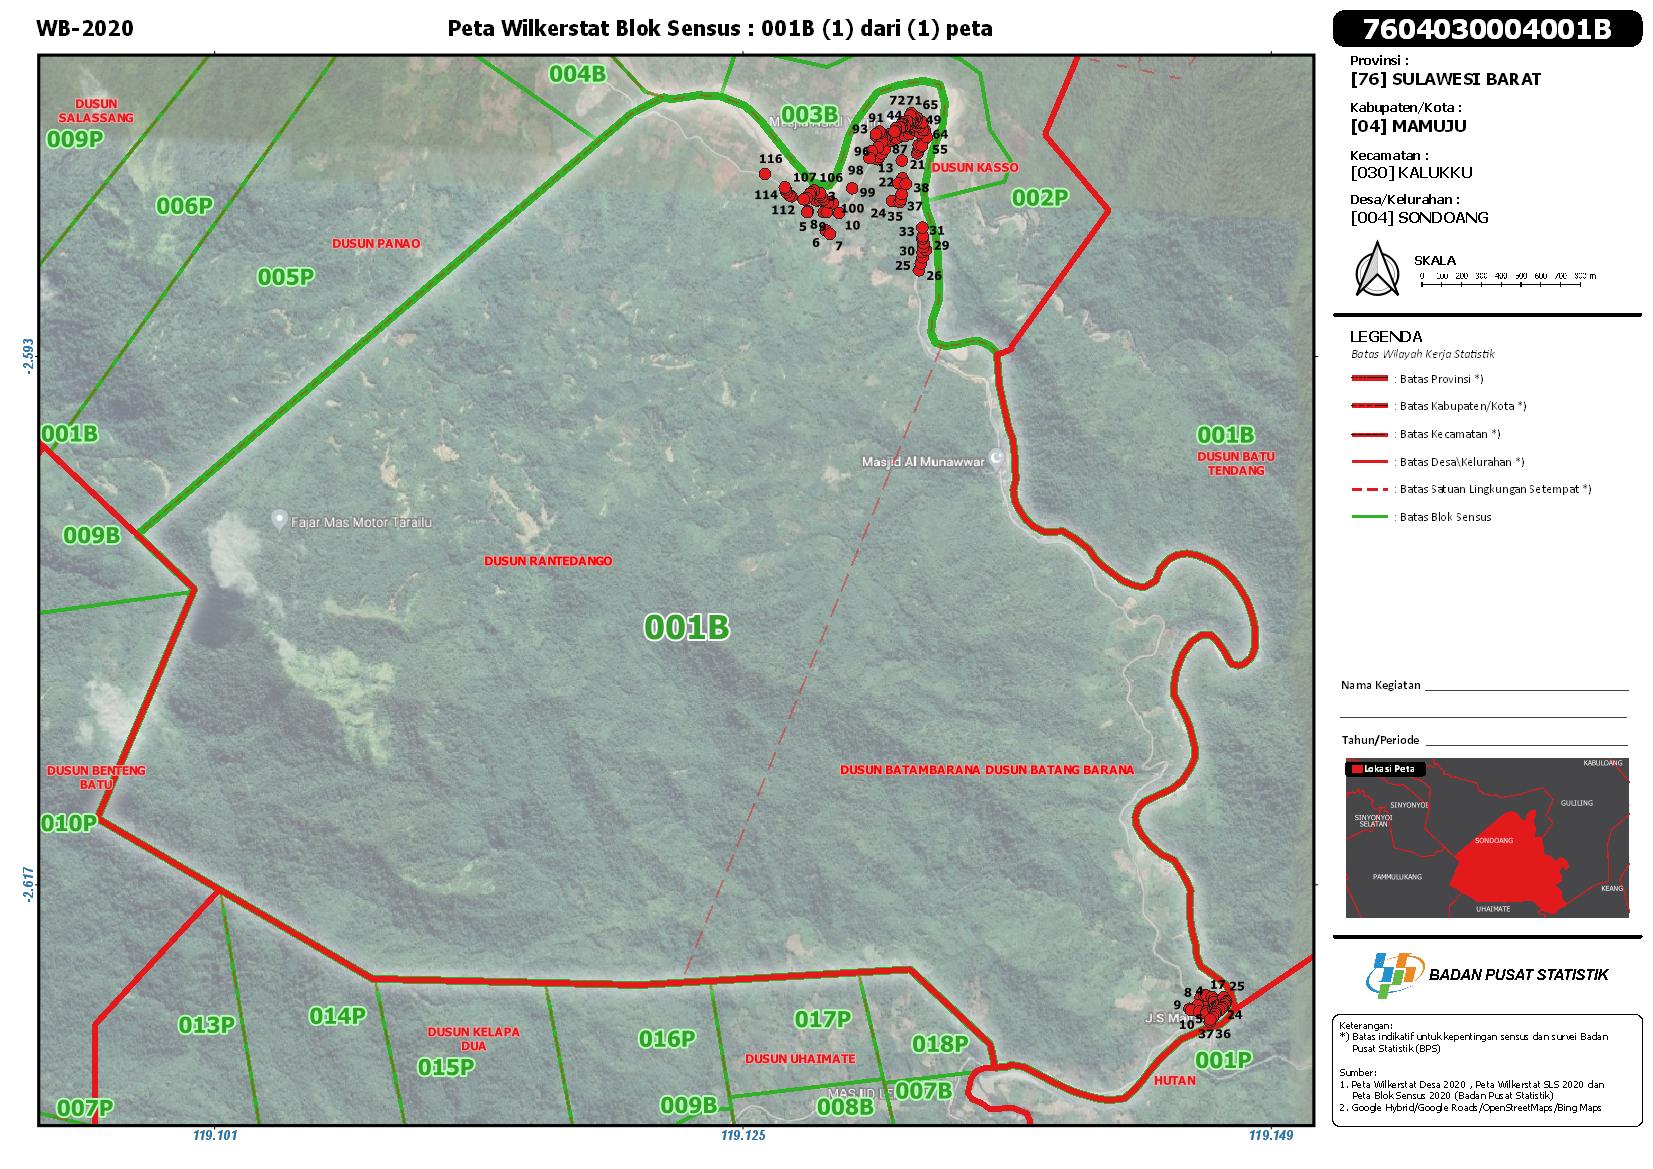 WB-2020
Peta Wilkerstat Blok Sensus : 001B (1) dari (1) peta
7604030004001B
Provinsi :
[76] SULAWESI BARAT
Kabupaten/Kota :
[04] MAMUJU
Kecamatan :
[030] KALUKKU
Desa/Kelurahan :
[004] SONDOANG
SKALA
0 100 200 300 400 500 600 700 800 m
LEGENDA
Batas Wilayah Kerja Statistik
: Batas Provinsi *)
: Batas Kabupaten/Kota *)
: Batas Kecamatan *)
: Batas Desa\Kelurahan *)
: Batas Satuan Lingkungan Setempat *)
: Batas Blok Sensus
Nama Kegiatan
Tahun/Periode
Lokasi Peta
KABULOANG
SINYONYOI
GULILING
SINYONYOI
SELATAN
SONDOANG
PAMMULUKANG
KEANG
UHAIMATE
BADAN PUSAT STATISTIK
Keterangan:
*) Batas indikatif untuk kepentingan sensus dan survei Badan
Pusat Statistik (BPS)
Sumber:
1. Peta Wilkerstat Desa 2020 , Peta Wilkerstat SLS 2020 dan
Peta Blok Sensus 2020 (Badan Pusat Statistik)
2. Google Hybrid/Google Roads/OpenStreetMaps/Bing Maps
004B
DUSUN
SALASSANG
009P
003B
72 71 65
91 44 49
93 64
96 87 55
116
98 13 21
DUSUN KASSO
107 106
22 38
114 3 99
002P
006P
112 100 24 35 37
5 8 9 10
6 7
33 31
30 29
25 26
DUSUN PANAO
005P
-2.593
001B
001B
DUSUN BATU
TENDANG
Masjid Al Munawwar
Fajar Mas Motor Tarailu
009B
DUSUN RANTEDANGO
001B
DUSUN BENTENG
BATU
DUSUN BATAMBARANA DUSUN BATANG BARANA
010P
-2.617
8 4 17 25
9 24
10 5
37 36
J.S Ma
013P
014P
DUSUN KELAPA
DUA
015P
016P
017P
018P
DUSUN UHAIMATE
001P
HUTAN
007P
009B
008B
007B
119.101
119.125
119.149